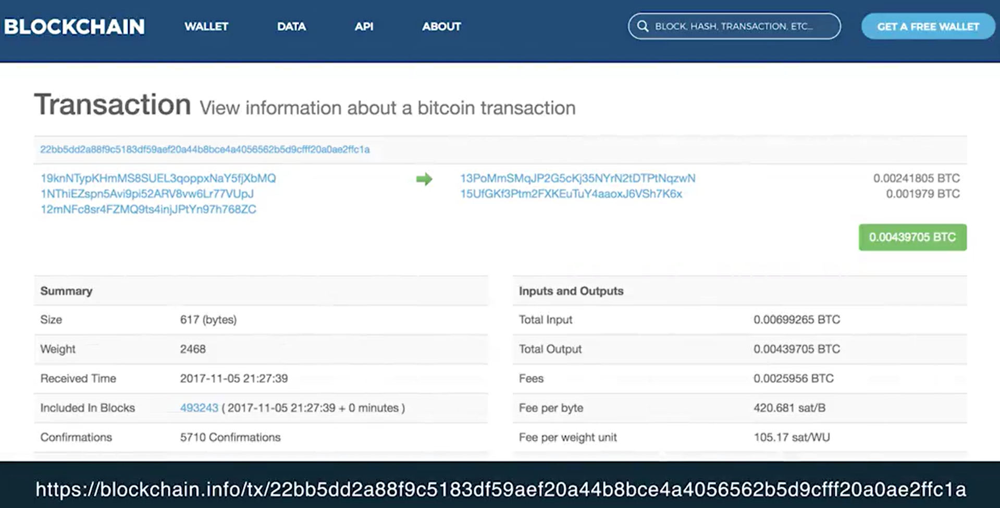 BLOCKCHAIN WALLET DATA API ABOUT BLOCK, HASH, TRANSACTION, ETC... GET A FREE WALLET
Transaction View information about a bitcoin transaction
22bb5dd2a88f9c5183df59aef20a44b8bce4a4056562b5d9cfff20a0ae2ffc1a
19knNTypKHmMS8SUEL3qoppxNaY5fjXbMQ 13PoMmSMqJP2G5cKj35NYrN2tDTPtNqzwN 0.00241805 BTC
1NThiEZspn5Avi9pi52ARV8vw6Lr77VUpJ 15UfGKf3Ptm2FXKEuTuY4aaoxJ6VSh7K6x 0.001979 BTC
12mNFc8sr4FZMQ9ts4injJPtYn97h768ZC
0.00439705 BTC
Summary
Size 617 (bytes)
Weight 2468
Received Time 2017-11-05 21:27:39
Included In Blocks 493243 ( 2017-11-05 21:27:39 + 0 minutes )
Confirmations 5710 Confirmations
Inputs and Outputs
Total Input 0.00699265 BTC
Total Output 0.00439705 BTC
Fees 0.0025956 BTC
Fee per byte 420.681 sat/B
Fee per weight unit 105.17 sat/WU
https://blockchain.info/tx/22bb5dd2a88f9c5183df59aef20a44b8bce4a4056562b5d9cfff20a0ae2ffc1a